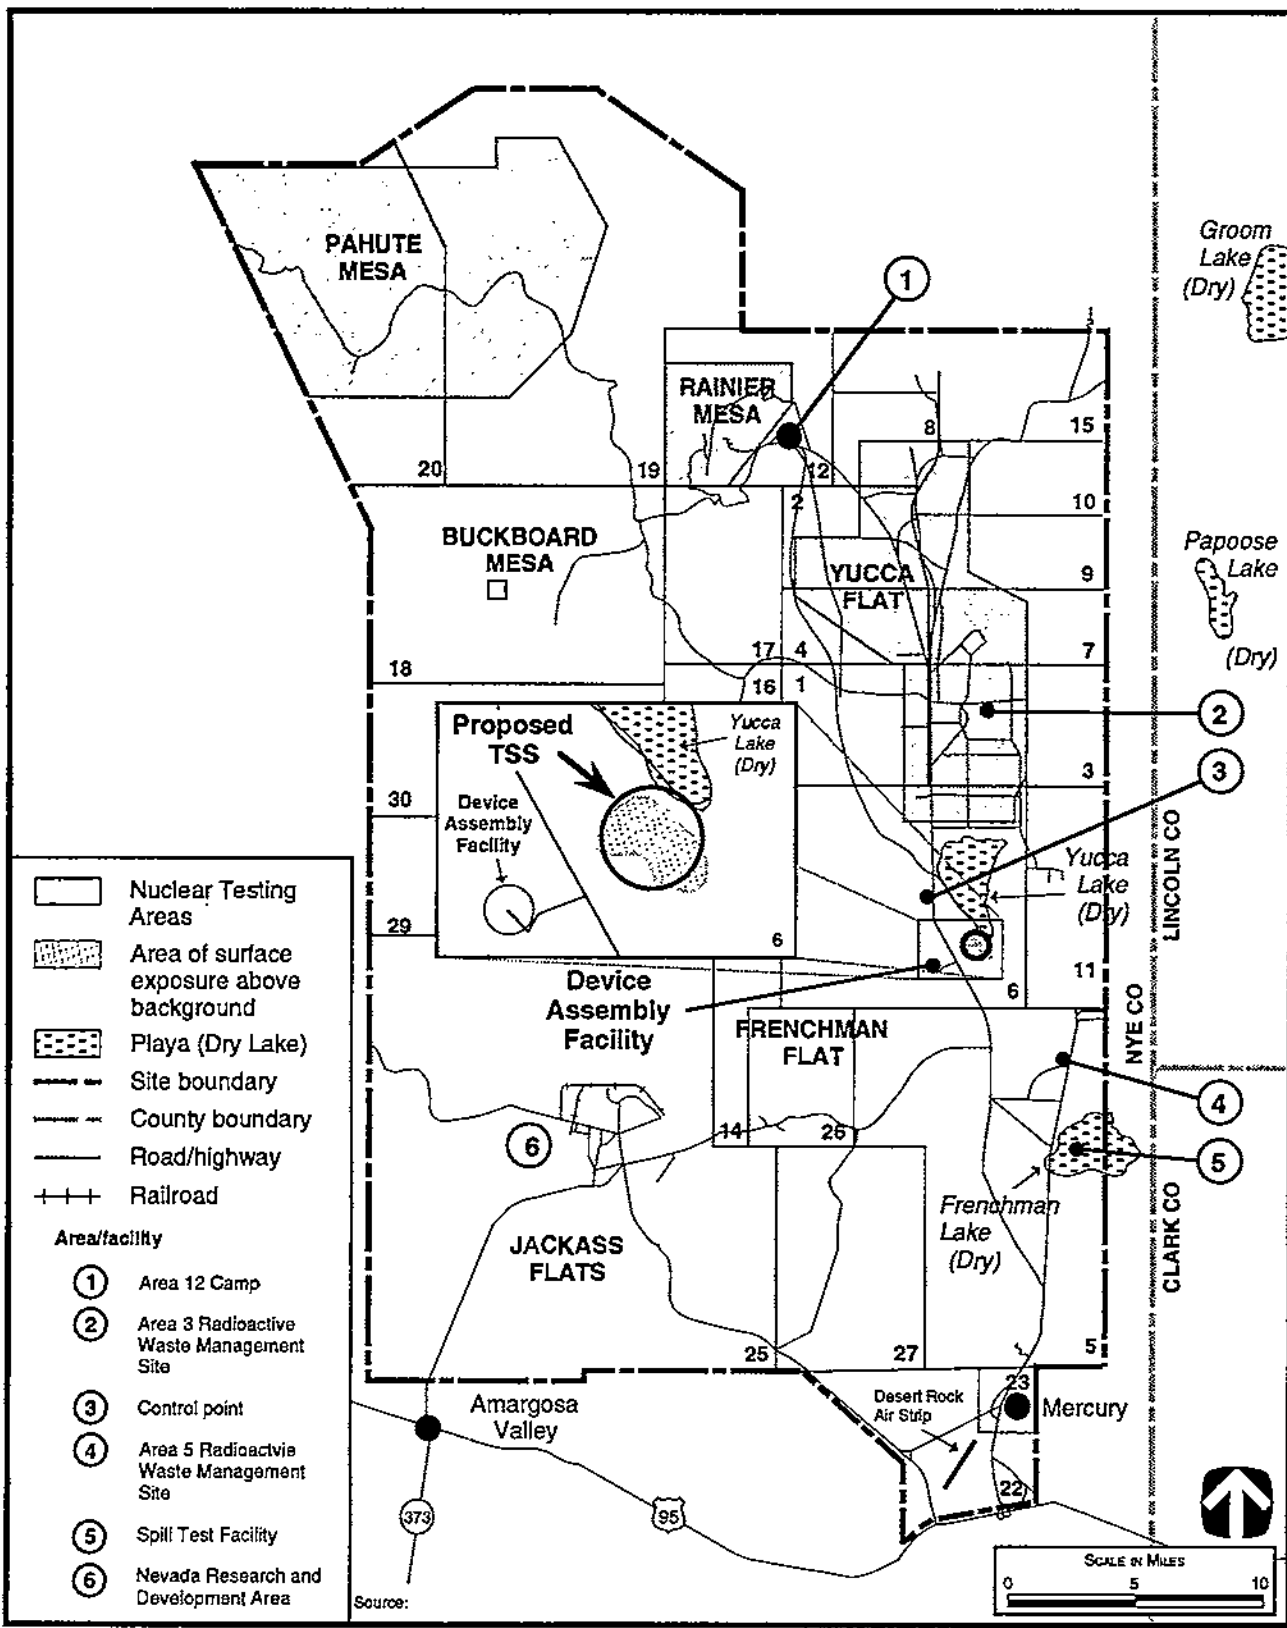 Groom
Lake
(Dry)
PAHUTE
MESA
1
RAINIER
MESA
8
15
20
19
12
2
10
BUCKBOARD
MESA
Papoose
Lake
(Dry)
YUCCA
FLAT
9
17
4
7
18
16
1
2
3
3
Proposed
TSS
Yucca
Lake
(Dry)
Device
Assembly
Facility
6
30
29
Yucca
Lake
(Dry)
LINCOLN CO
NYE CO
CLARK CO
11
6
Device
Assembly
Facility
FRENCHMAN
FLAT
14
26
4
5
6
Frenchman
Lake
(Dry)
JACKASS
FLATS
25
27
5
23
Desert Rock
Air Strip
Mercury
22
Amargosa
Valley
373
95
Nuclear Testing
Areas
Area of surface
exposure above
background
Playa (Dry Lake)
Site boundary
County boundary
Road/highway
Railroad
Area/facility
1 Area 12 Camp
2 Area 3 Radioactive
Waste Management
Site
3 Control point
4 Area 5 Radioactvie
Waste Management
Site
5 Spill Test Facility
6 Nevada Research and
Development Area
Source:
SCALE IN MILES
0 5 10